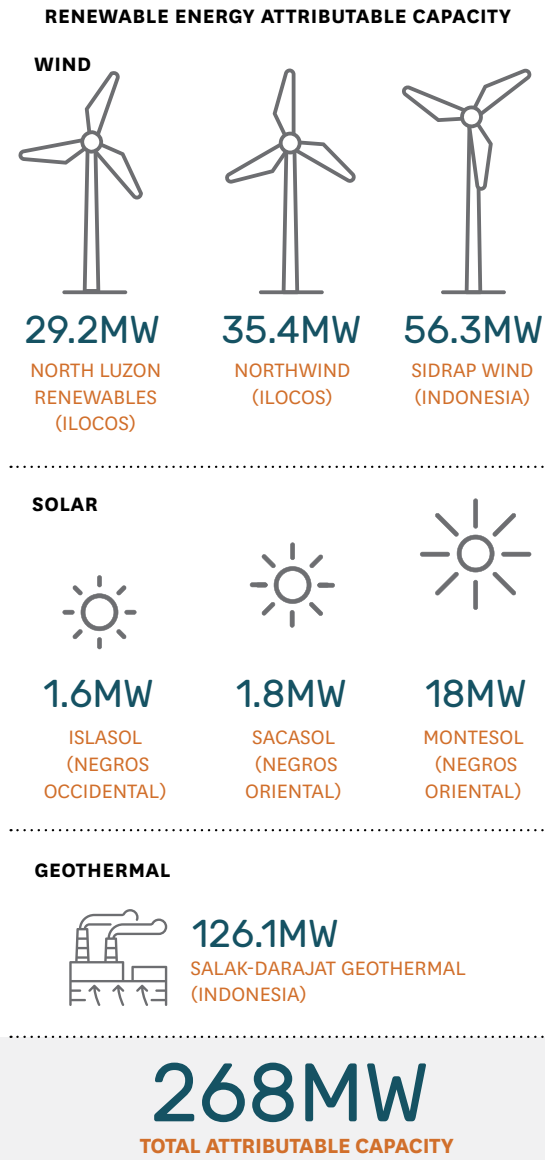 RENEWABLE ENERGY ATTRIBUTABLE CAPACITY
WIND
29.2MW
NORTH LUZON
RENEWABLES
(ILOCOS)
35.4MW
NORTHWIND
(ILOCOS)
56.3MW
SIDRAP WIND
(INDONESIA)
SOLAR
1.6MW
ISLASOL
(NEGROS
OCCIDENTAL)
1.8MW
SACASOL
(NEGROS
ORIENTAL)
18MW
MONTESOL
(NEGROS
ORIENTAL)
GEOTHERMAL
126.1MW
SALAK-DARAJAT GEOTHERMAL
(INDONESIA)
268MW
TOTAL ATTRIBUTABLE CAPACITY